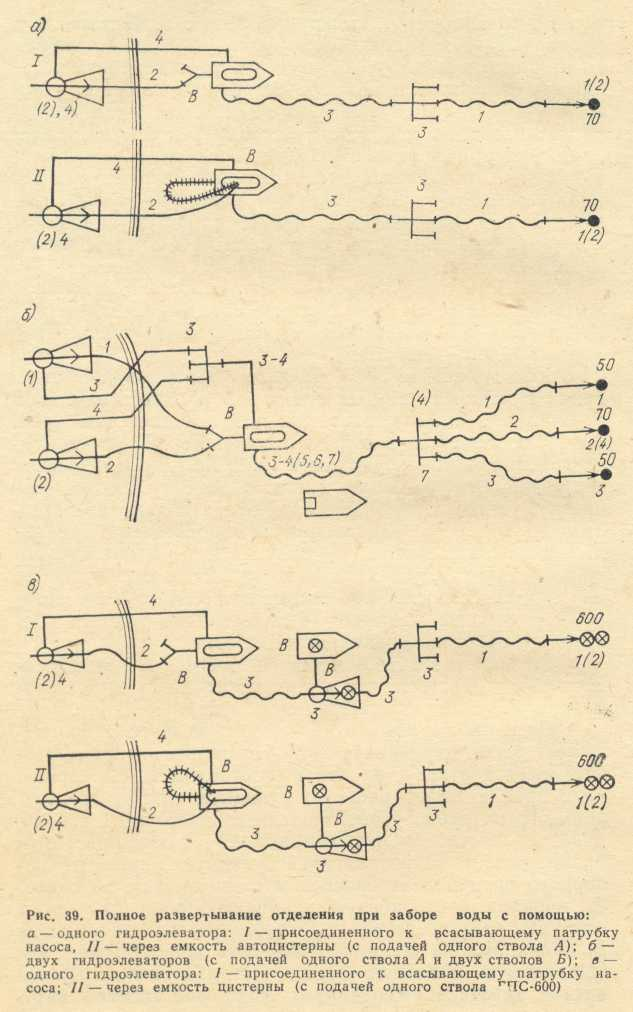 а)
4
I
2
В
(2),4)
3
3
1
1(2)
70
4
II
В
2
(2)4
3
3
1
70
1(2)
б)
1
3
3-4
(1)
3
4
В
(2)
2
3-4(5,6,7)
(4)
7
1
50
1
2
70
2(4)
50
3
3
в)
4
I
2
В
(2)4
3
В
В
3
3
3
1
600
1(2)
4
II
В
2
(2)4
3
В
В
3
3
3
1
600
1(2)
Рис. 39. Полное развертывание отделения при заборе воды с помощью:
а — одного гидроэлеватора: I — присоединенного к всасывающему патрубку
насоса, II — через емкость автоцистерны (с подачей одного ствола А); б —
двух гидроэлеваторов (с подачей одного ствола А и двух стволов Б); в —
одного гидроэлеватора: I — присоединенного к всасывающему патрубку на-
соса; II — через емкость цистерны (с подачей одного ствола ГПС-600)